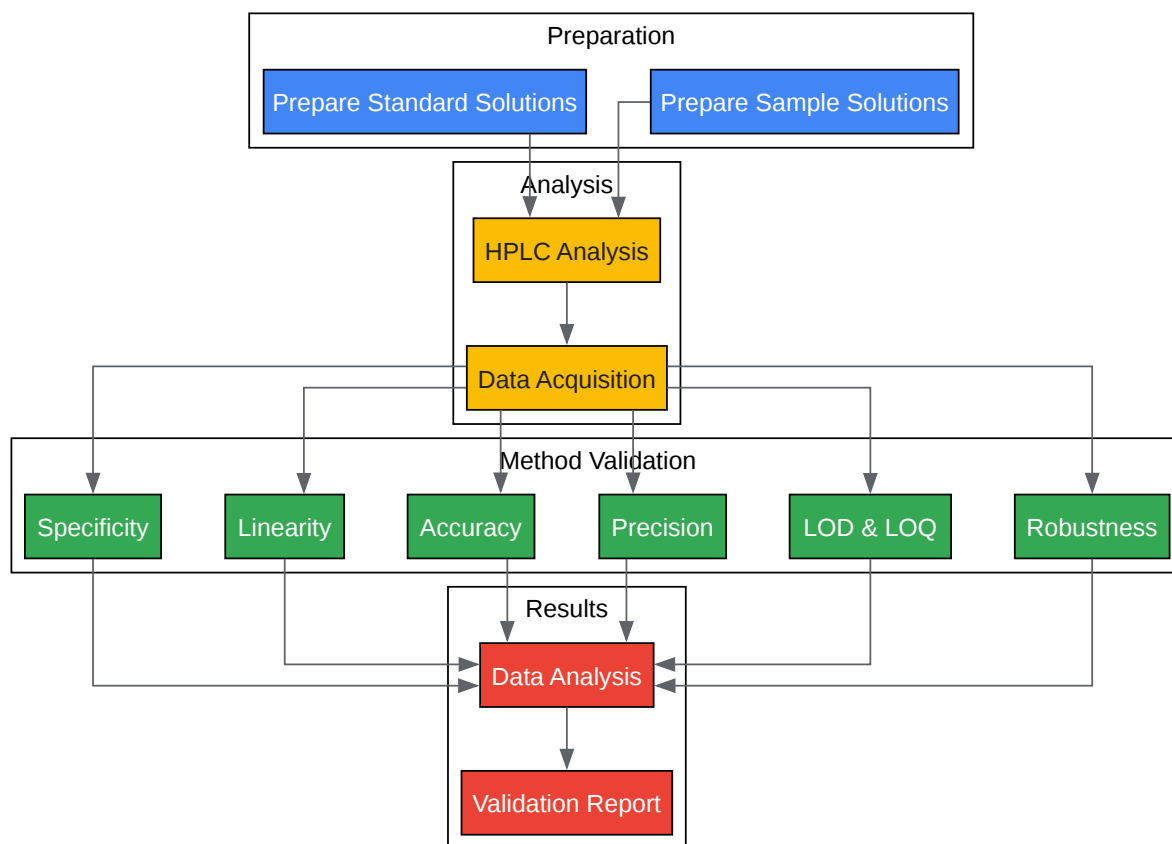 Preparation
Prepare Standard Solutions
Prepare Sample Solutions
Analysis
HPLC Analysis
Data Acquisition
Method Validation
Specificity
Linearity
Accuracy
Precision
LOD & LOQ
Robustness
Results
Data Analysis
Validation Report